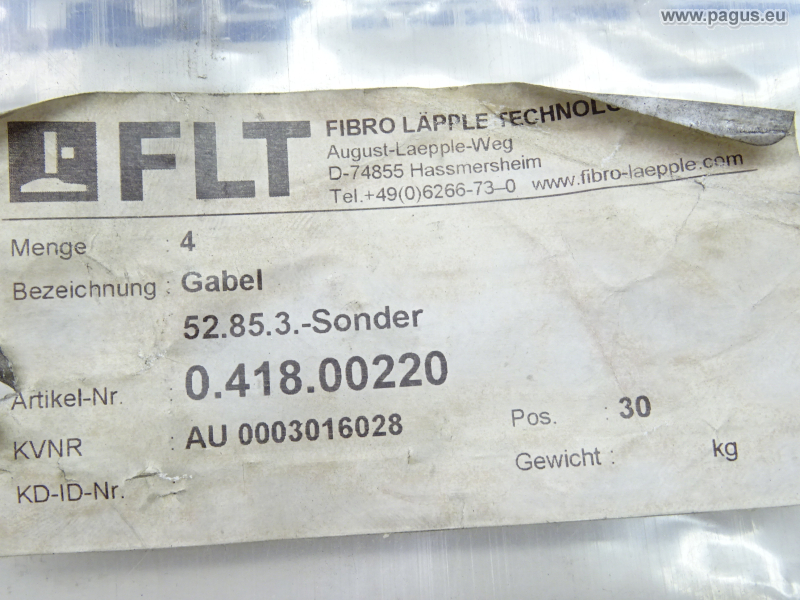 www.pagus.eu
FLT
FIBRO LÄPPLE
August-Laepple-Weg
D-74855 Hassmersheim
Tel.+49(0)6266-73-0 www.fibro-laepple.com
Menge : 4
Bezeichnung : Gabel
52.85.3.-Sonder
Artikel-Nr. : 0.418.00220
KVNR : AU 0003016028
Pos. : 30
KD-ID-Nr. :
Gewicht : kg